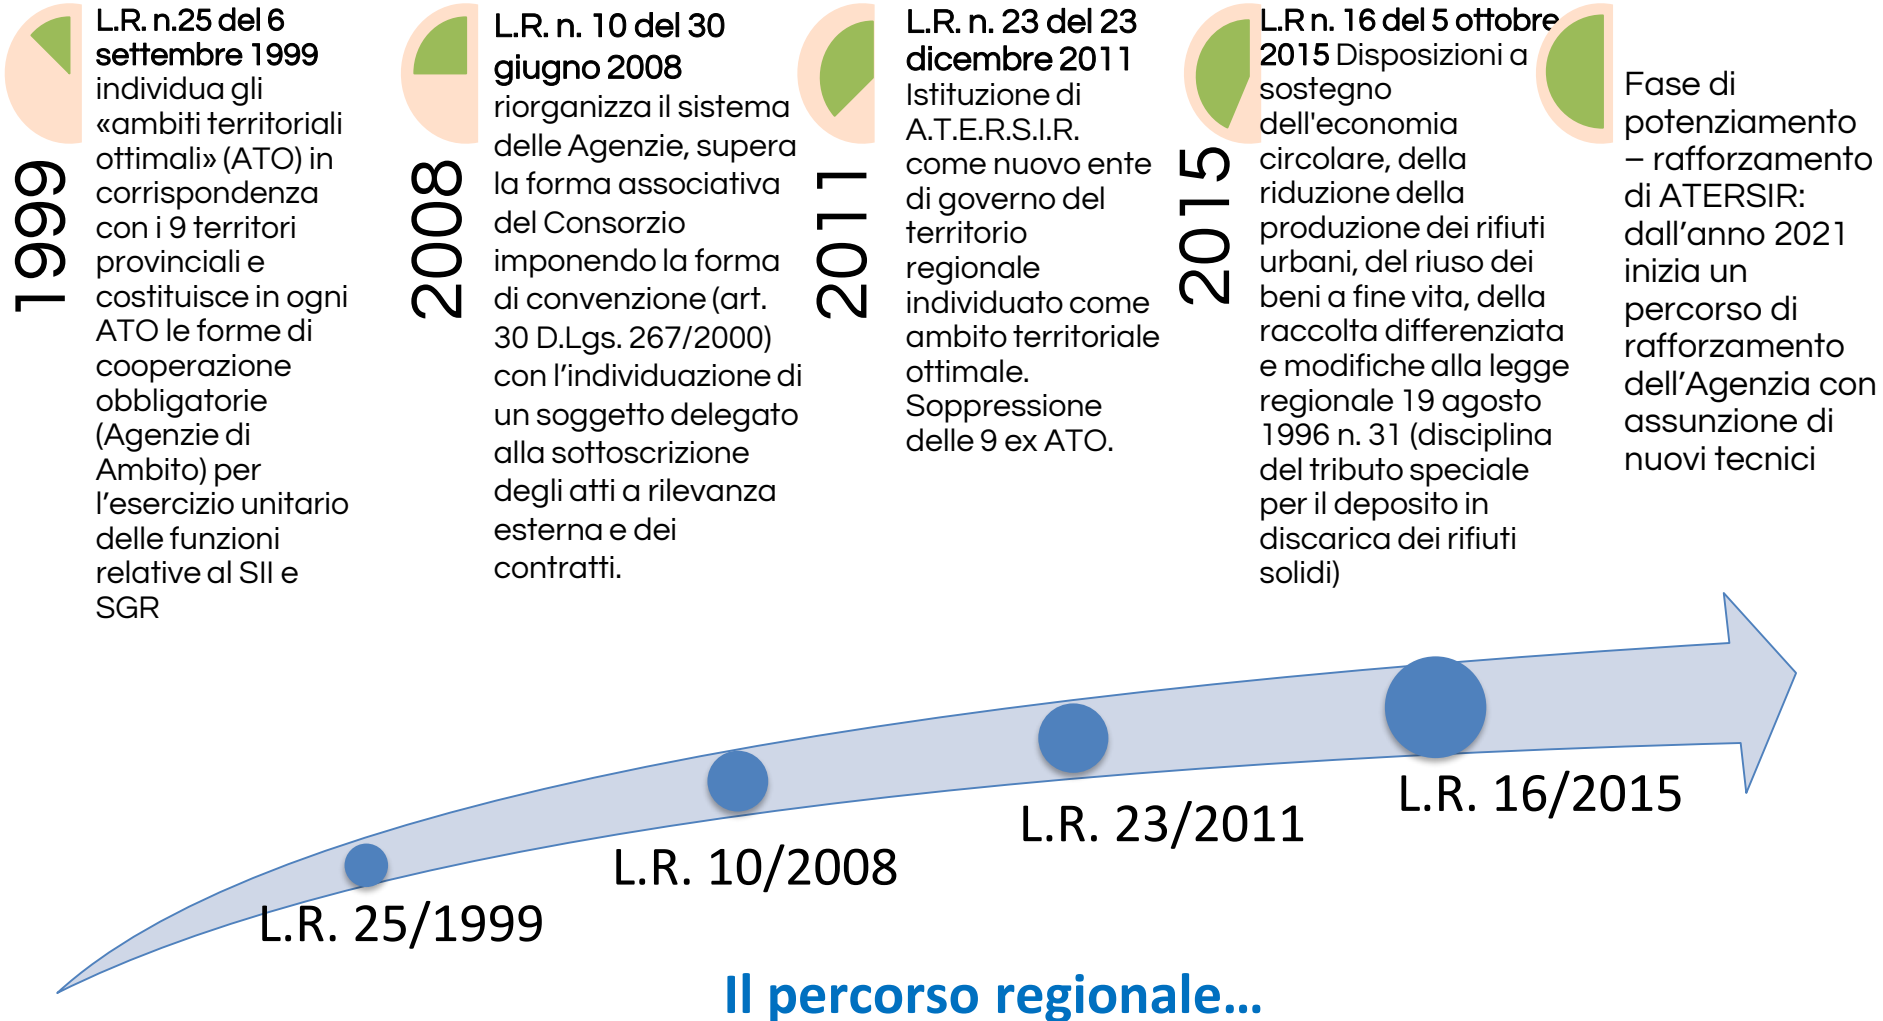 1999
L.R. n.25 del 6
settembre 1999
individua gli
«ambiti territoriali
ottimali» (ATO) in
corrispondenza
con i 9 territori
provinciali e
costituisce in ogni
ATO le forme di
cooperazione
obbligatorie
(Agenzie di
Ambito) per
l’esercizio unitario
delle funzioni
relative al SII e
SGR
2008
L.R. n. 10 del 30
giugno 2008
riorganizza il sistema
delle Agenzie, supera
la forma associativa
del Consorzio
imponendo la forma
di convenzione (art.
30 D.Lgs. 267/2000)
con l’individuazione di
un soggetto delegato
alla sottoscrizione
degli atti a rilevanza
esterna e dei
contratti.
2011
L.R. n. 23 del 23
dicembre 2011
Istituzione di
A.T.E.R.S.I.R.
come nuovo ente
di governo del
territorio
regionale
individuato come
ambito territoriale
ottimale.
Soppressione
delle 9 ex ATO.
2015
L.R n. 16 del 5 ottobre
2015 Disposizioni a
sostegno
dell'economia
circolare, della
riduzione della
produzione dei rifiuti
urbani, del riuso dei
beni a fine vita, della
raccolta differenziata
e modifiche alla legge
regionale 19 agosto
1996 n. 31 (disciplina
del tributo speciale
per il deposito in
discarica dei rifiuti
solidi)
Fase di
potenziamento
– rafforzamento
di ATERSIR:
dall’anno 2021
inizia un
percorso di
rafforzamento
dell’Agenzia con
assunzione di
nuovi tecnici
L.R. 25/1999
L.R. 10/2008
L.R. 23/2011
L.R. 16/2015
Il percorso regionale…